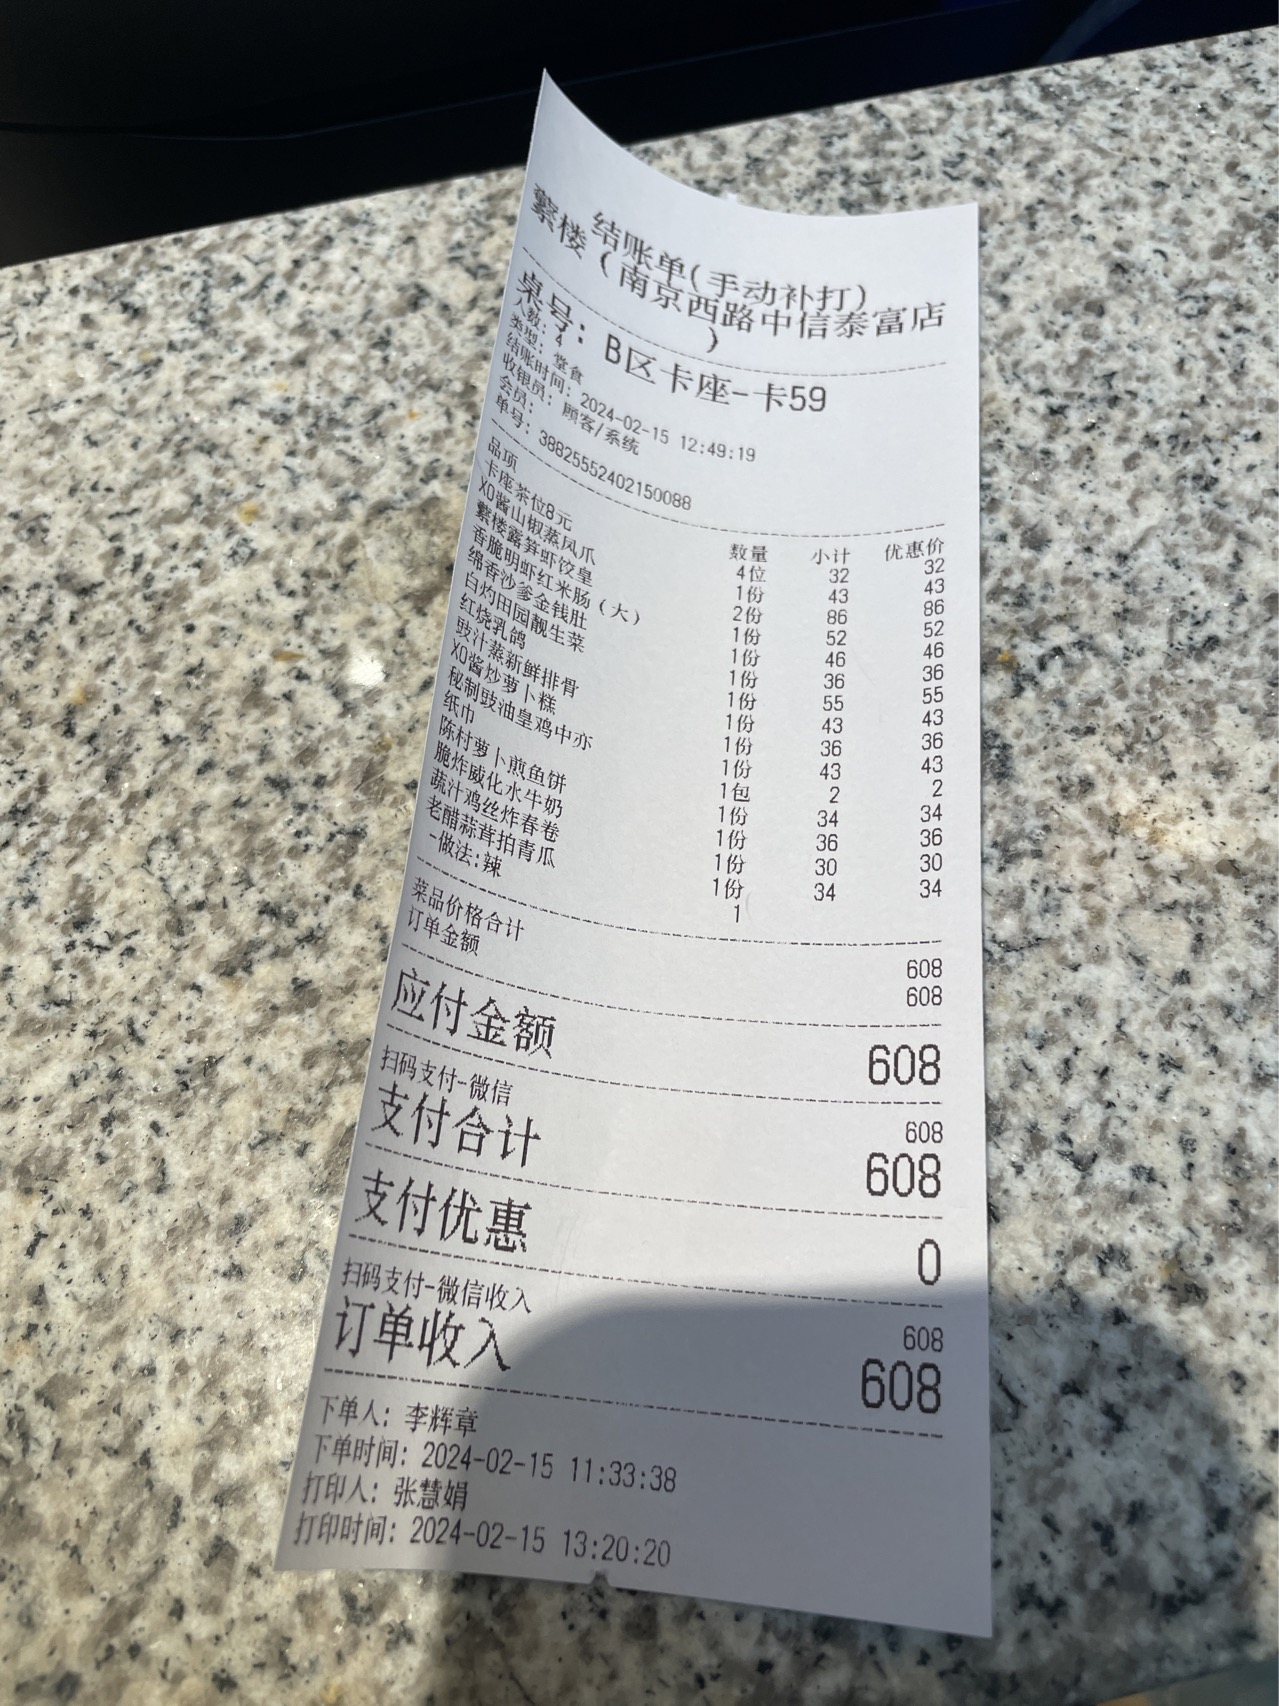 结账单(手动补打)
蘩楼（南京西路中信泰富店
）
桌号: B区卡座-卡59
人数: 4
类型: 堂食
结账时间: 2024-02-15 12:49:19
收银员: 顾客/系统
会员:
单号: 38825552402150088
品项 数量 小计 优惠价
卡座茶位8元 4位 32 32
XO酱山椒蒸凤爪 1份 43 43
蘩楼露笋虾饺皇 2份 86 86
香脆明虾红米肠（大） 1份 52 52
绵香沙爹金钱肚 1份 46 46
白灼田园靓生菜 1份 36 36
红烧乳鸽 1份 55 55
豉汁蒸新鲜排骨 1份 43 43
XO酱炒萝卜糕 1份 36 36
秘制豉油皇鸡中亦 1份 43 43
纸巾 1包 2 2
陈村萝卜煎鱼饼 1份 34 34
脆炸威化水牛奶 1份 36 36
蔬汁鸡丝炸春卷 1份 30 30
老醋蒜茸拍青瓜 1份 34 34
-做法:辣 1
菜品价格合计 608
订单金额 608
应付金额 608
扫码支付-微信 608
支付合计 608
支付优惠 0
扫码支付-微信收入 608
订单收入 608
下单人: 李辉章
下单时间: 2024-02-15 11:33:38
打印人: 张慧娟
打印时间: 2024-02-15 13:20:20